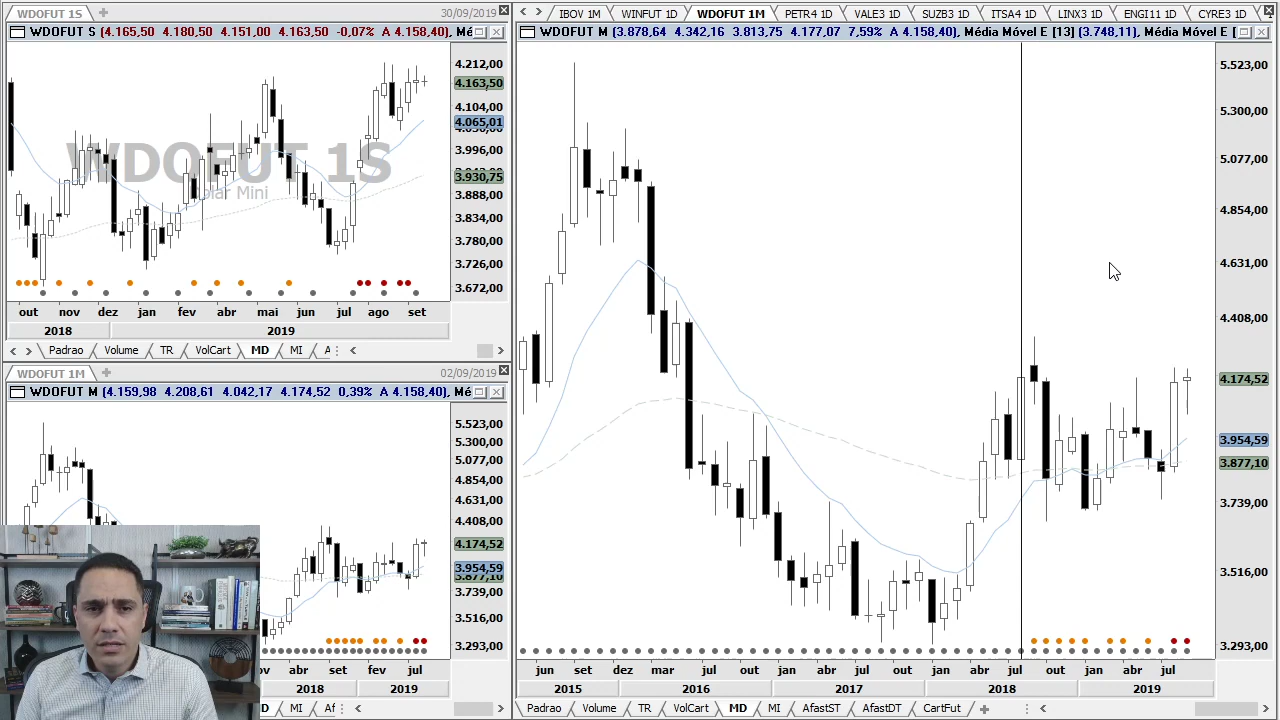 WDOFUT 1S
30/09/2019
WDOFUT S (4.165,50 4.180,50 4.151,00 4.163,50 -0,07% A 4.158,40), Mé
WDOFUT 1S
Mini
4.212,00
4.163,50
4.104,00
4.065,01
3.996,00
3.930,75
3.888,00
3.834,00
3.780,00
3.726,00
3.672,00
out nov dez jan fev abr mai jun jul ago set
2018 2019
Padrao Volume TR VolCart MD MI A
WDOFUT 1M
02/09/2019
WDOFUT M (4.159,98 4.208,61 4.042,17 4.174,52 0,39% A 4.158,40), Mé
5.523,00
5.300,00
5.077,00
4.854,00
4.631,00
4.408,00
4.174,52
3.954,59
3.877,10
3.739,00
3.516,00
3.293,00
ov abr set fev jul
2018 2019
D MI Af
IBOV 1M WINFUT 1D WDOFUT 1M PETR4 1D VALE3 1D SUZB3 1D ITSA4 1D LINX3 1D ENGI11 1D CYRE3 1D
WDOFUT M (3.878,64 4.342,16 3.813,75 4.177,07 7,59% A 4.158,40), Média Móvel E [13] (3.748,11), Média Móvel E [
5.523,00
5.300,00
5.077,00
4.854,00
4.631,00
4.408,00
4.174,52
3.954,59
3.877,10
3.739,00
3.516,00
3.293,00
jun set dez mar jul out jan abr jul out jan abr jul out jan abr jul
2015 2016 2017 2018 2019
Padrao Volume TR VolCart MD MI AfastST AfastDT CartFut